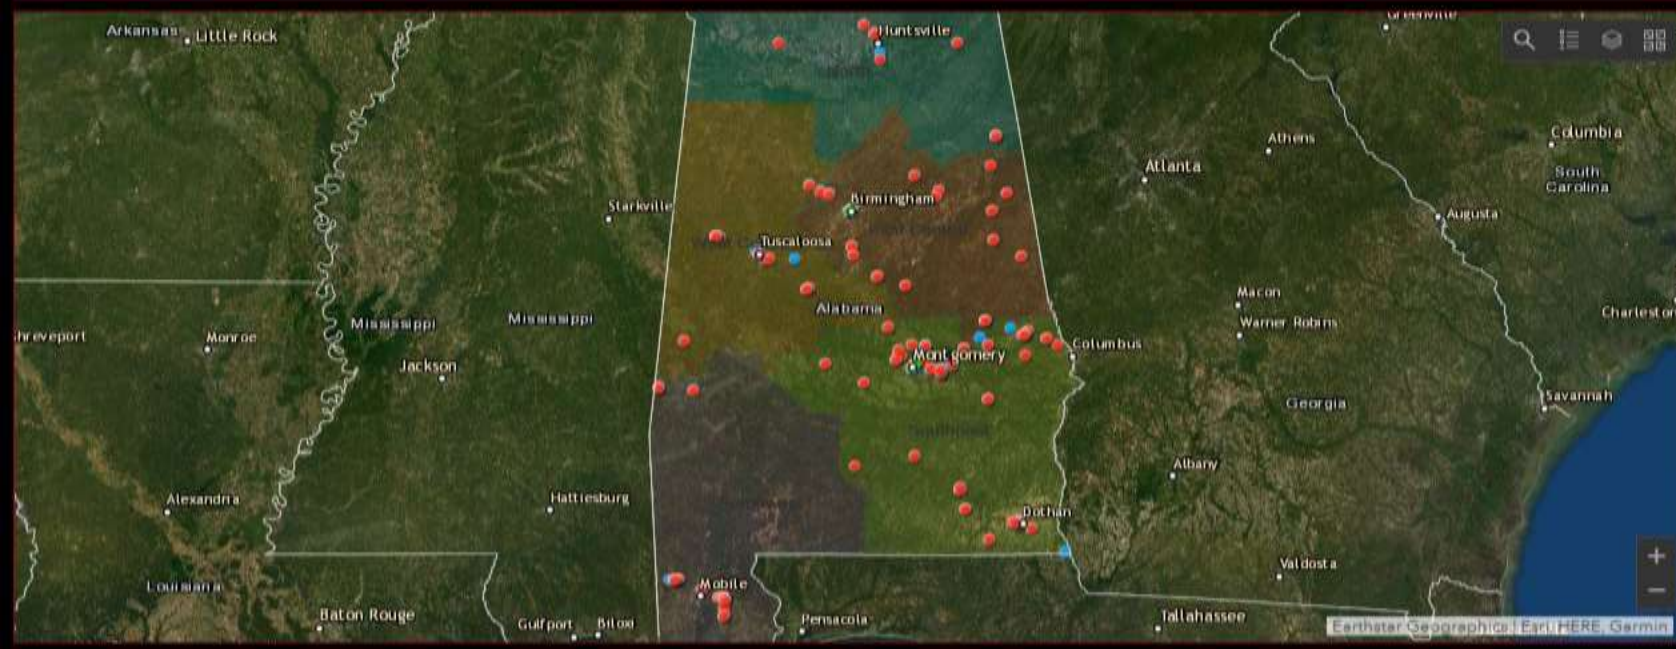 Greenville
Huntsville
Arkansas
Little Rock
Columbia
Athens
Atlanta
South
Carolina
Birmingham
Starkville
Augusta
Tuscaloosa
Macon
Alabama
Charleston
Mississippi
Mississippi
Warner Robins
Shreveport
Monroe
Columbus
Montgomery
Jackson
Savannah
Georgia
Southeast
Albany
Alexandria
Hattiesburg
Dothan
Valdosta
Mobile
Louisiana
Baton Rouge
Gulfport
Biloxi
Pensacola
Tallahassee
Earthstar Geographics | Esri, HERE, Garmin